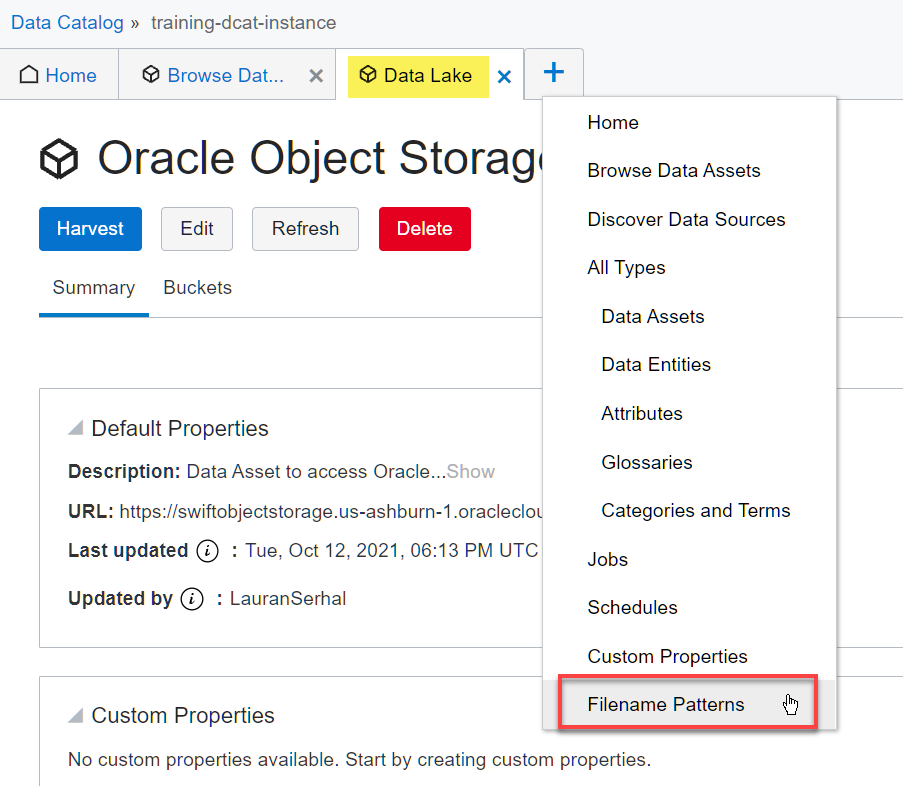 Data Catalog » training-dcat-instance
Home
Browse Dat...
Data Lake
+
Oracle Object Storage
Harvest
Edit
Refresh
Delete
Summary
Buckets
Default Properties
Description: Data Asset to access Oracle...Show
URL: https://swiftobjectstorage.us-ashburn-1.oracleclou
Last updated i : Tue, Oct 12, 2021, 06:13 PM UTC
Updated by i : LauranSerhal
Custom Properties
No custom properties available. Start by creating custom properties.
Home
Browse Data Assets
Discover Data Sources
All Types
Data Assets
Data Entities
Attributes
Glossaries
Categories and Terms
Jobs
Schedules
Custom Properties
Filename Patterns